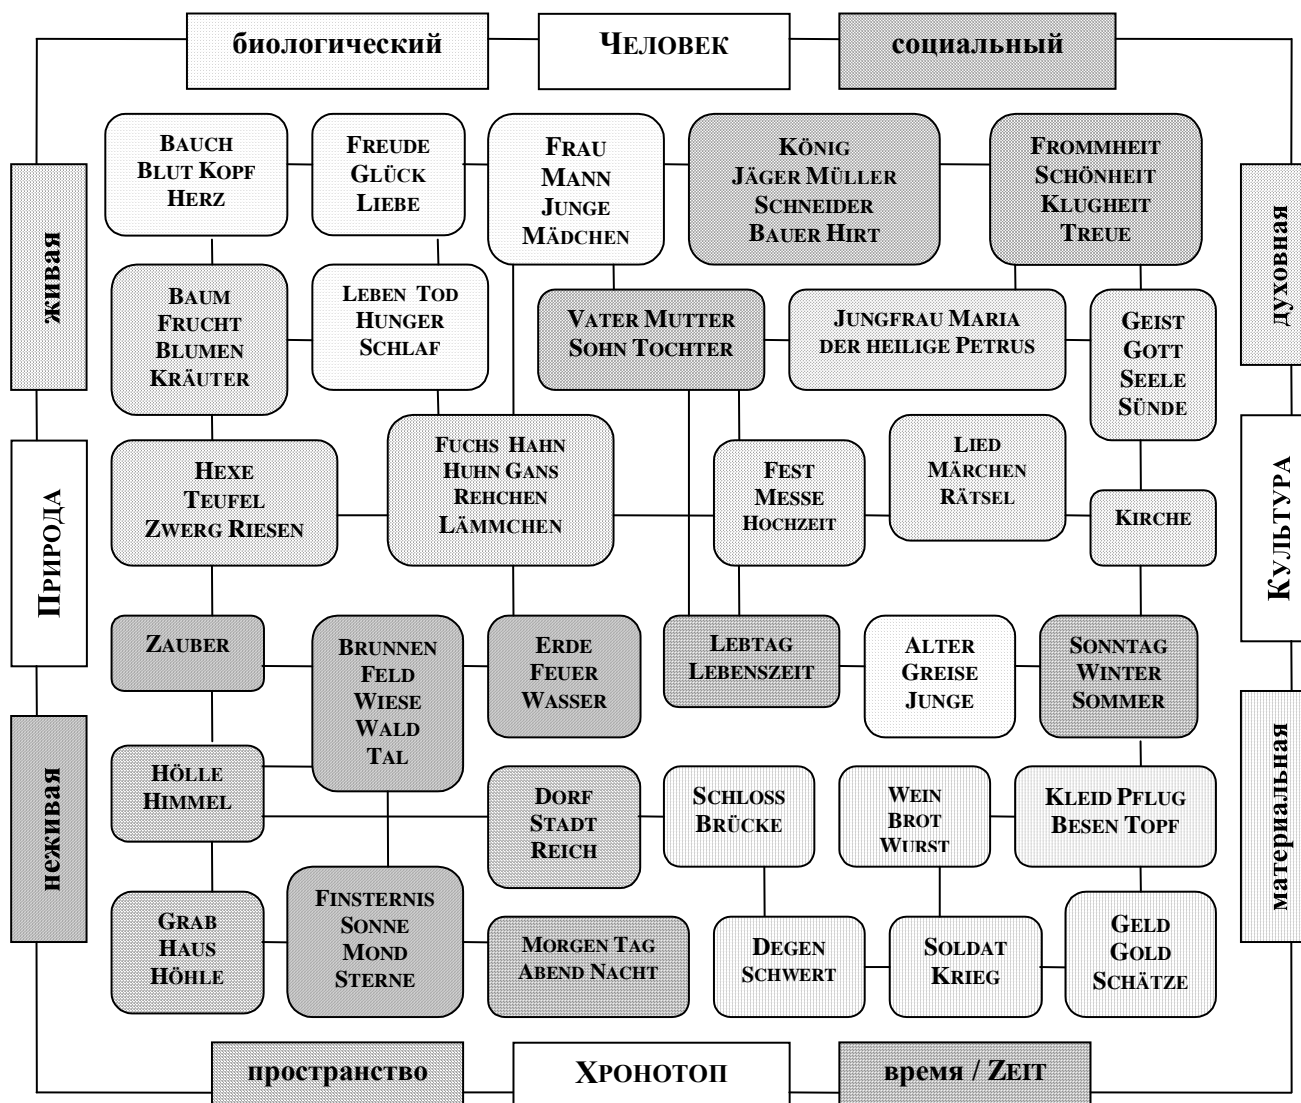 биологический
ЧЕЛОВЕК
социальный
BAUCH
BLUT KOPF
HERZ
FREUDE
GLÜCK
LIEBE
FRAU
MANN
JUNGE
MÄDCHEN
KÖNIG
JÄGER MÜLLER
SCHNEIDER
BAUER HIRT
FROMMHEIT
SCHÖNHEIT
KLUGHEIT
TREUE
живая
духовная
BAUM
FRUCHT
BLUMEN
KRÄUTER
LEBEN TOD
HUNGER
SCHLAF
VATER MUTTER
SOHN TOCHTER
JUNGFRAU MARIA
DER HEILIGE PETRUS
GEIST
GOTT
SEELE
SÜNDE
ПРИРОДА
КУЛЬТУРА
HEXE
TEUFEL
ZWERG RIESEN
FUCHS HAHN
HUHN GANS
REHCHEN
LÄMMCHEN
FEST
MESSE
HOCHZEIT
LIED
MÄRCHEN
RÄTSEL
KIRCHE
ZAUBER
BRUNNEN
FELD
WIESE
WALD
TAL
ERDE
FEUER
WASSER
LEBTAG
LEBENSZEIT
ALTER
GREISE
JUNGE
SONNTAG
WINTER
SOMMER
неживая
материальная
HÖLLE
HIMMEL
DORF
STADT
REICH
SCHLOSS
BRÜCKE
WEIN
BROT
WURST
KLEID PFLUG
BESEN TOPF
GRAB
HAUS
HÖHLE
FINSTERNIS
SONNE
MOND
STERNE
MORGEN TAG
ABEND NACHT
DEGEN
SCHWERT
SOLDAT
KRIEG
GELD
GOLD
SCHÄTZE
пространство
ХРОНОТОП
время / ZEIT